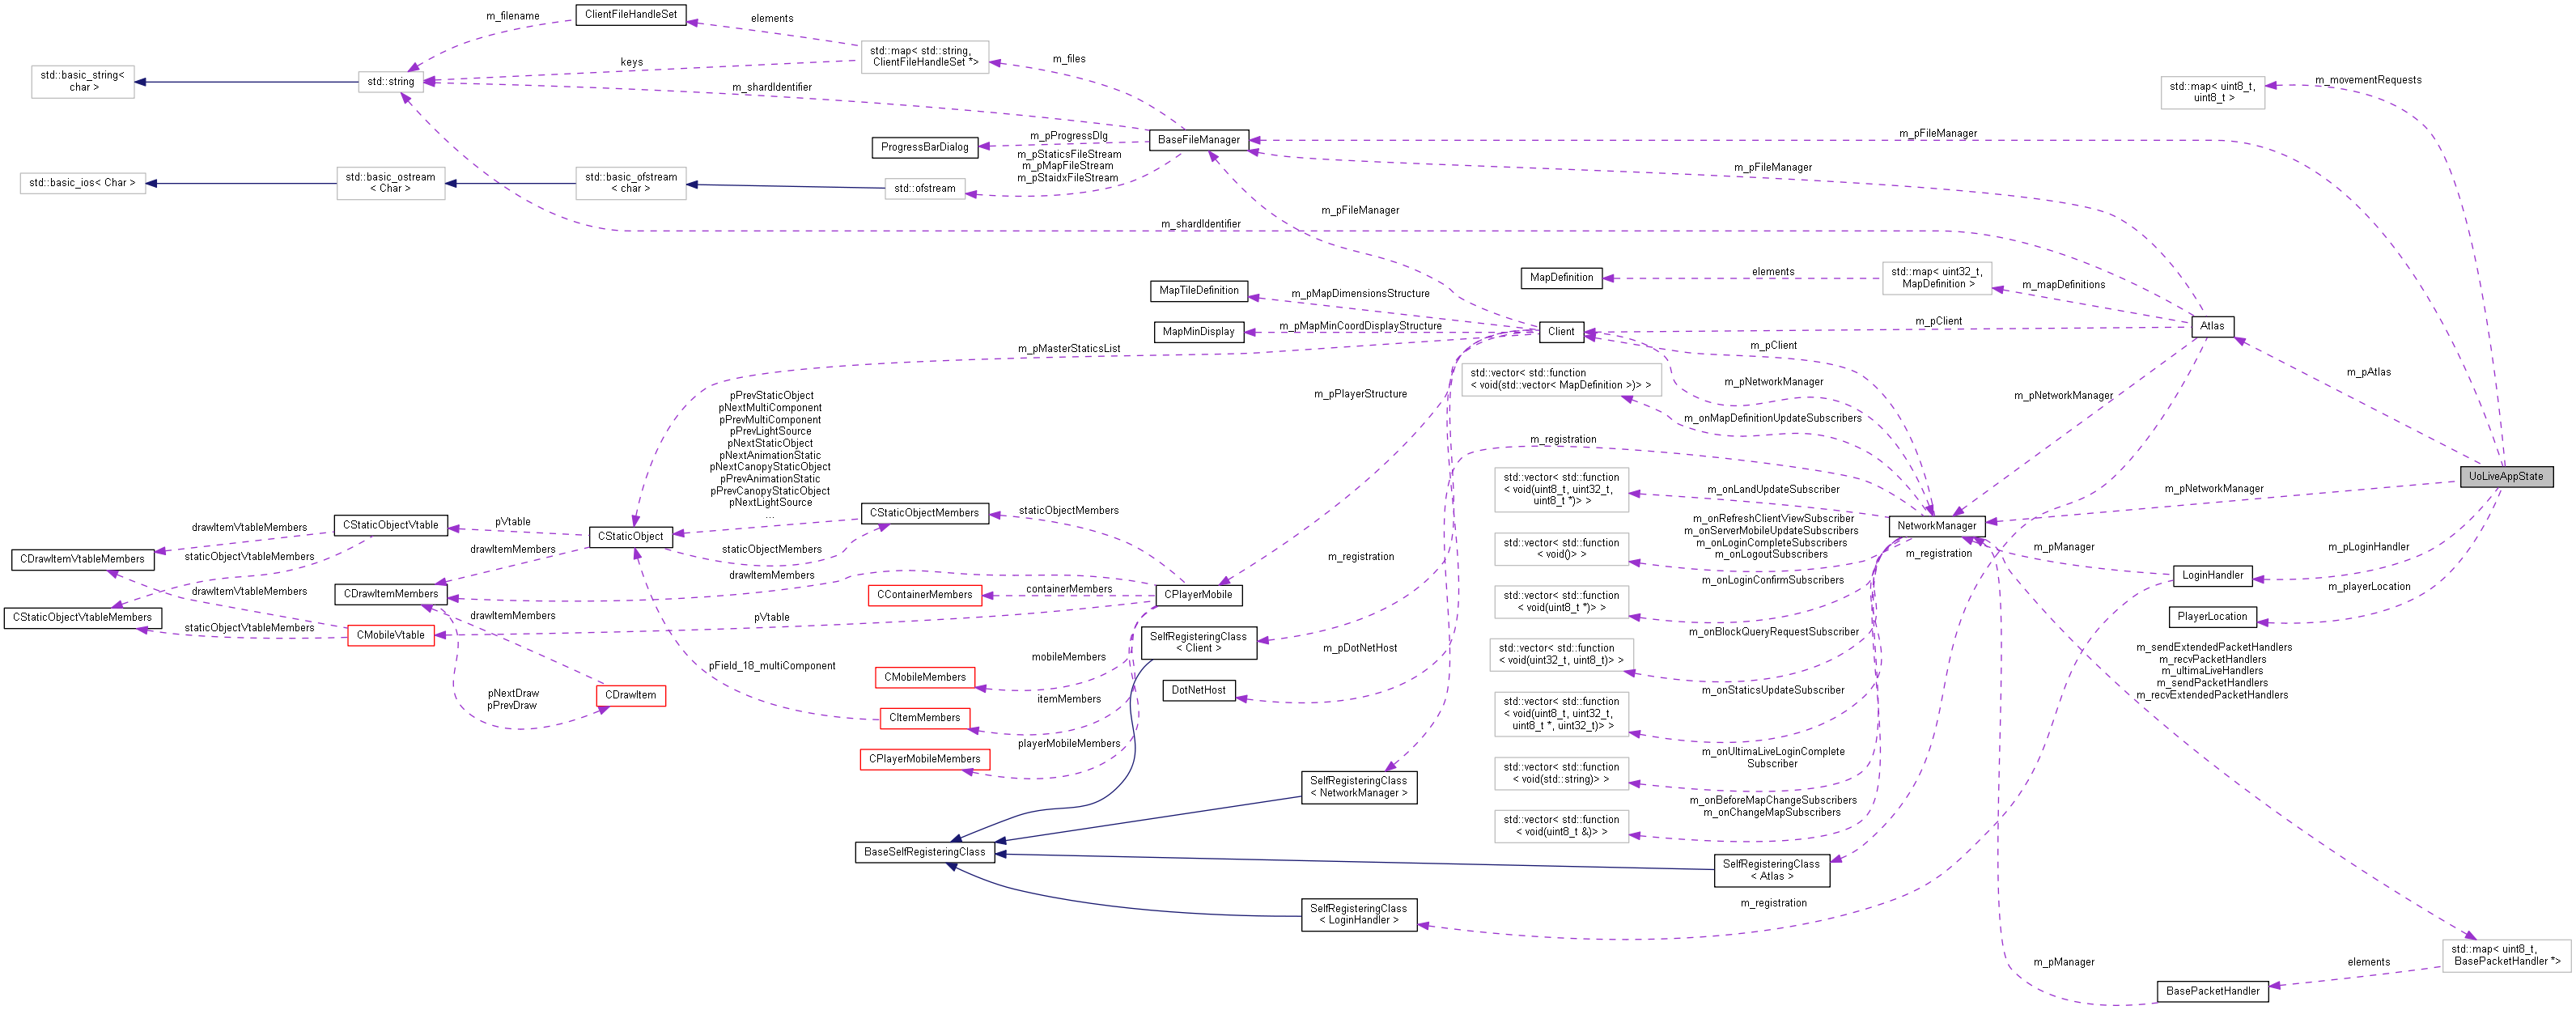 m_filename
ClientFileHandleSet
elements
std::map< std::string,
ClientFileHandleSet *>
keys
m_files
std::basic_string<
char >
std::string
m_shardIdentifier
m_movementRequests
std::map< uint8_t,
uint8_t >
BaseFileManager
m_pProgressDlg
ProgressBarDialog
m_pStaticsFileStream
m_pMapFileStream
m_pStaidxFileStream
m_pFileManager
m_pFileManager
std::basic_ios< Char >
std::basic_ostream
< Char >
std::basic_ofstream
< char >
std::ofstream
m_shardIdentifier
m_pFileManager
MapTileDefinition
m_pMapDimensionsStructure
MapDefinition
elements
std::map< uint32_t,
MapDefinition >
m_mapDefinitions
MapMinDisplay
m_pMapMinCoordDisplayStructure
Client
m_pClient
Atlas
m_pMasterStaticsList
m_pClient
m_pAtlas
m_pPlayerStructure
std::vector< std::function
< void(std::vector< MapDefinition >)> >
m_pNetworkManager
m_pNetworkManager
m_onMapDefinitionUpdateSubscribers
m_registration
pPrevStaticObject
pNextMultiComponent
pPrevMultiComponent
pPrevLightSource
pNextStaticObject
pNextAnimationStatic
pNextCanopyStaticObject
pPrevAnimationStatic
pPrevCanopyStaticObject
pNextLightSource
...
std::vector< std::function
< void(uint8_t, uint32_t,
uint8_t *)> >
m_onLandUpdateSubscriber
m_pNetworkManager
UoLiveAppState
CStaticObjectVtable
drawItemVtableMembers
pVtable
CStaticObject
CStaticObjectMembers
staticObjectMembers
staticObjectMembers
NetworkManager
m_onRefreshClientViewSubscriber
m_onServerMobileUpdateSubscribers
m_onLoginCompleteSubscribers
m_onLogoutSubscribers
std::vector< std::function
< void()> >
m_pManager
m_pLoginHandler
m_registration
m_registration
CDrawItemVtableMembers
staticObjectVtableMembers
drawItemMembers
drawItemMembers
LoginHandler
drawItemVtableMembers
CDrawItemMembers
CContainerMembers
containerMembers
CPlayerMobile
std::vector< std::function
< void(uint8_t *)> >
m_onLoginConfirmSubscribers
m_playerLocation
PlayerLocation
CStaticObjectVtableMembers
staticObjectVtableMembers
CMobileVtable
drawItemMembers
pVtable
SelfRegisteringClass
< Client >
m_pDotNetHost
std::vector< std::function
< void(uint32_t, uint8_t)> >
m_onBlockQueryRequestSubscriber
m_sendExtendedPacketHandlers
m_recvPacketHandlers
m_ultimaLiveHandlers
m_sendPacketHandlers
m_recvExtendedPacketHandlers
pField_18_multiComponent
mobileMembers
CMobileMembers
DotNetHost
pNextDraw
pPrevDraw
CDrawItem
itemMembers
CItemMembers
m_onStaticsUpdateSubscriber
std::vector< std::function
< void(uint8_t, uint32_t,
uint8_t *, uint32_t)> >
playerMobileMembers
CPlayerMobileMembers
m_onUltimaLiveLoginComplete
Subscriber
std::vector< std::function
< void(std::string)> >
SelfRegisteringClass
< NetworkManager >
m_onBeforeMapChangeSubscribers
m_onChangeMapSubscribers
std::vector< std::function
< void(uint8_t &)> >
BaseSelfRegisteringClass
SelfRegisteringClass
< Atlas >
SelfRegisteringClass
< LoginHandler >
m_registration
m_pManager
elements
std::map< uint8_t,
BasePacketHandler *>
BasePacketHandler